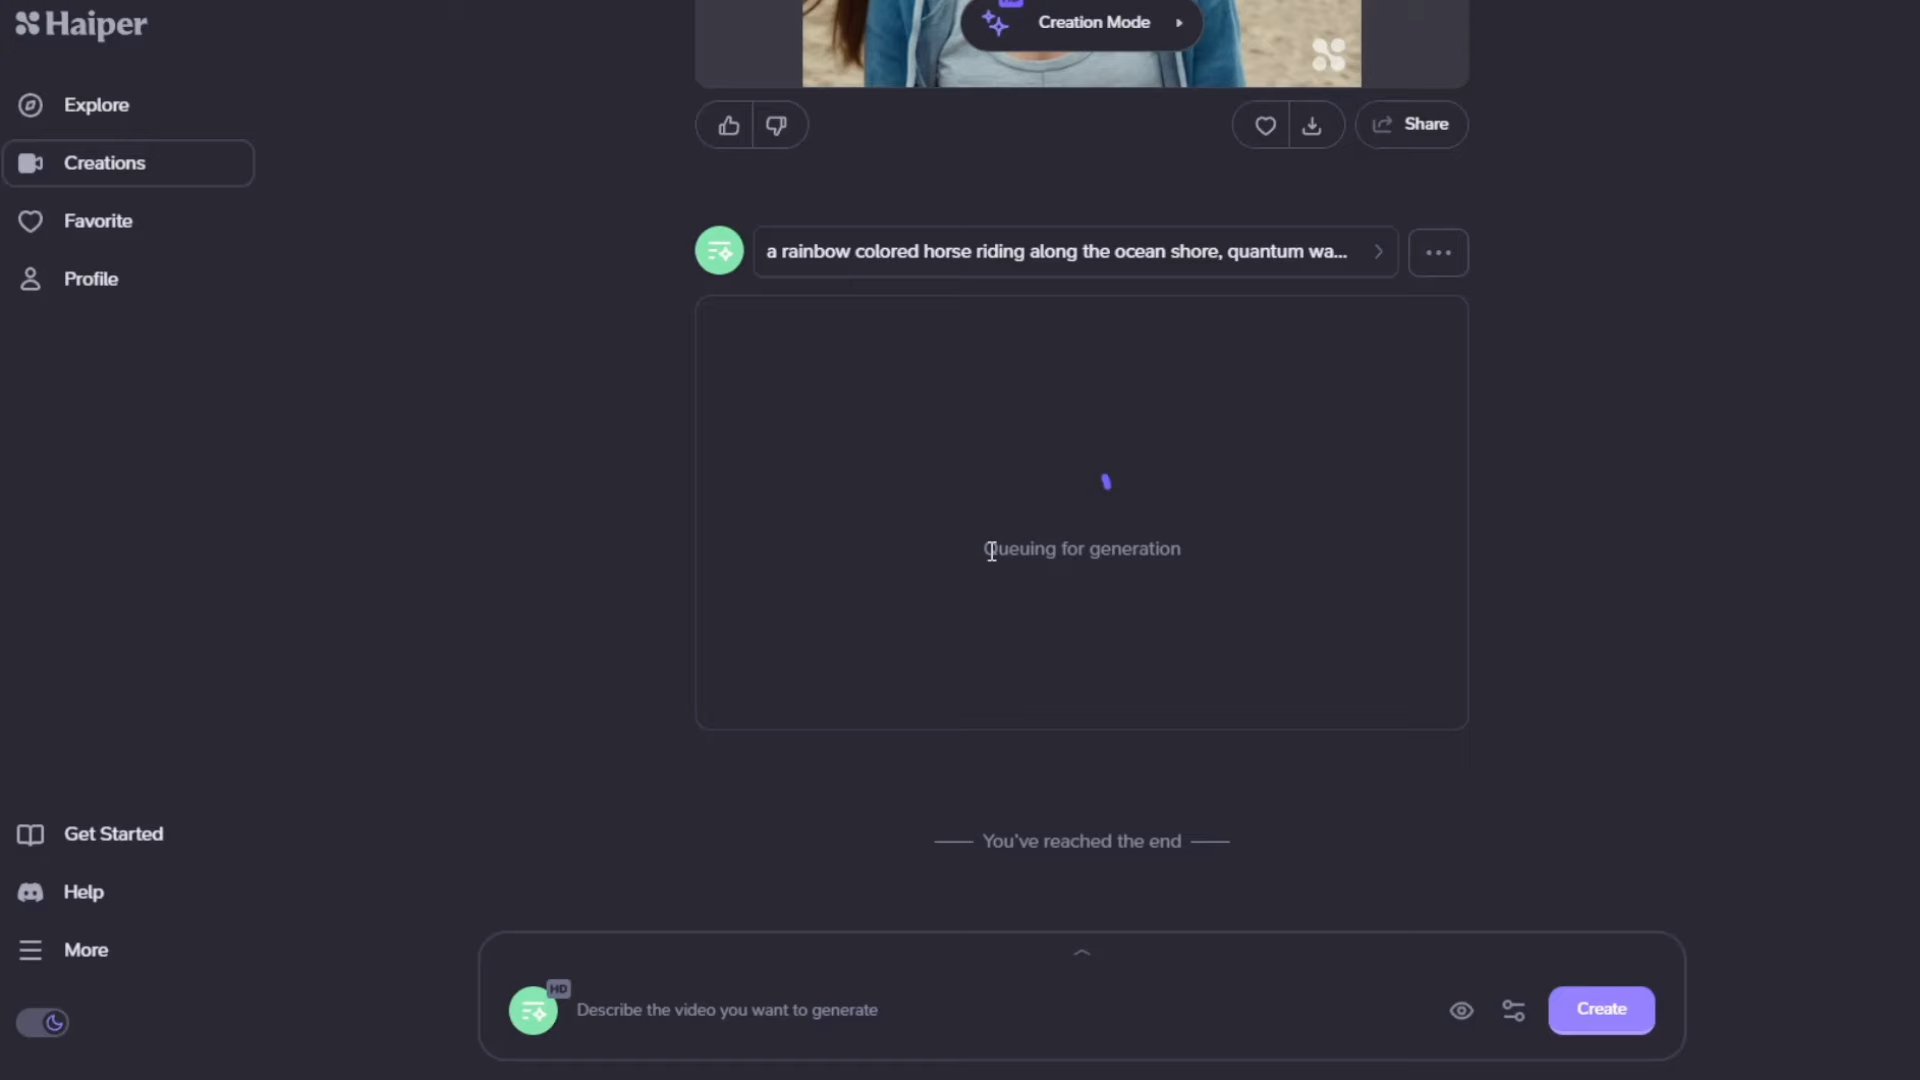 Haiper
Creation Mode
Explore
Creations
Favorite
Profile
Share
a rainbow colored horse riding along the ocean shore, quantum wa...
Queuing for generation
You've reached the end
Get Started
Help
More
HD
Describe the video you want to generate
Create